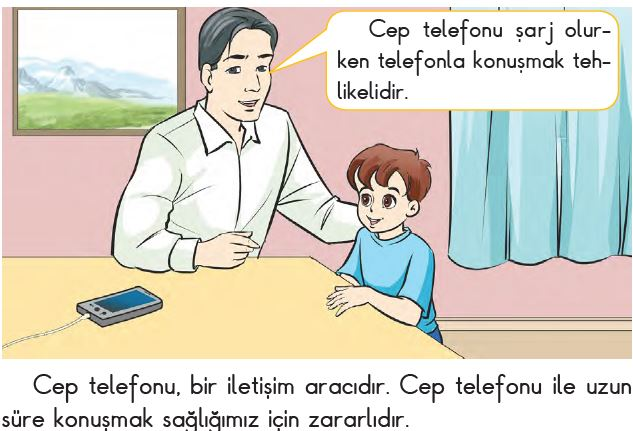 Cep telefonu şarj olur-
ken telefonla konuşmak teh-
likelidir.
Cep telefonu, bir iletişim aracıdır. Cep telefonu ile uzun
süre konuşmak sağlığımız için zararlıdır.